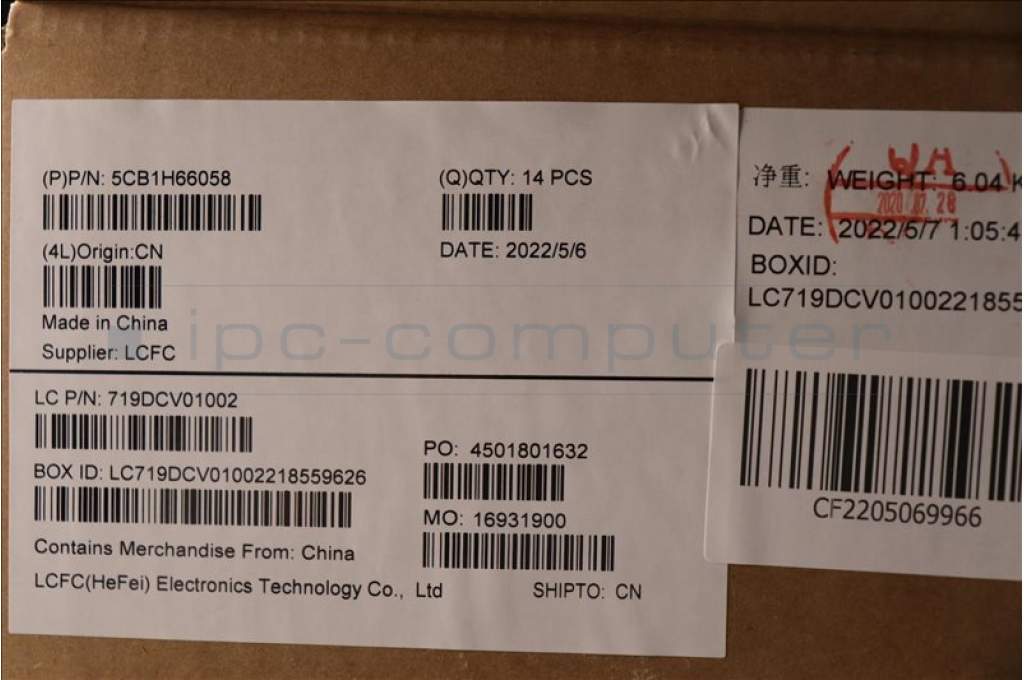 (P)P/N: 5CB1H66058
(Q)QTY: 14 PCS
(4L)Origin:CN
DATE: 2022/5/6
Made in China
Supplier: LCFC
LC P/N: 719DCV01002
PO: 4501801632
BOX ID: LC719DCV01002218559626
MO: 16931900
Contains Merchandise From: China
LCFC(HeFei) Electronics Technology Co., Ltd
SHIPTO: CN
净重: WEIGHT: 6.04
DATE: 2022/5/7 1:05:4
BOXID:
LC719DCV0100221855
CF2205069966
ipc-computer